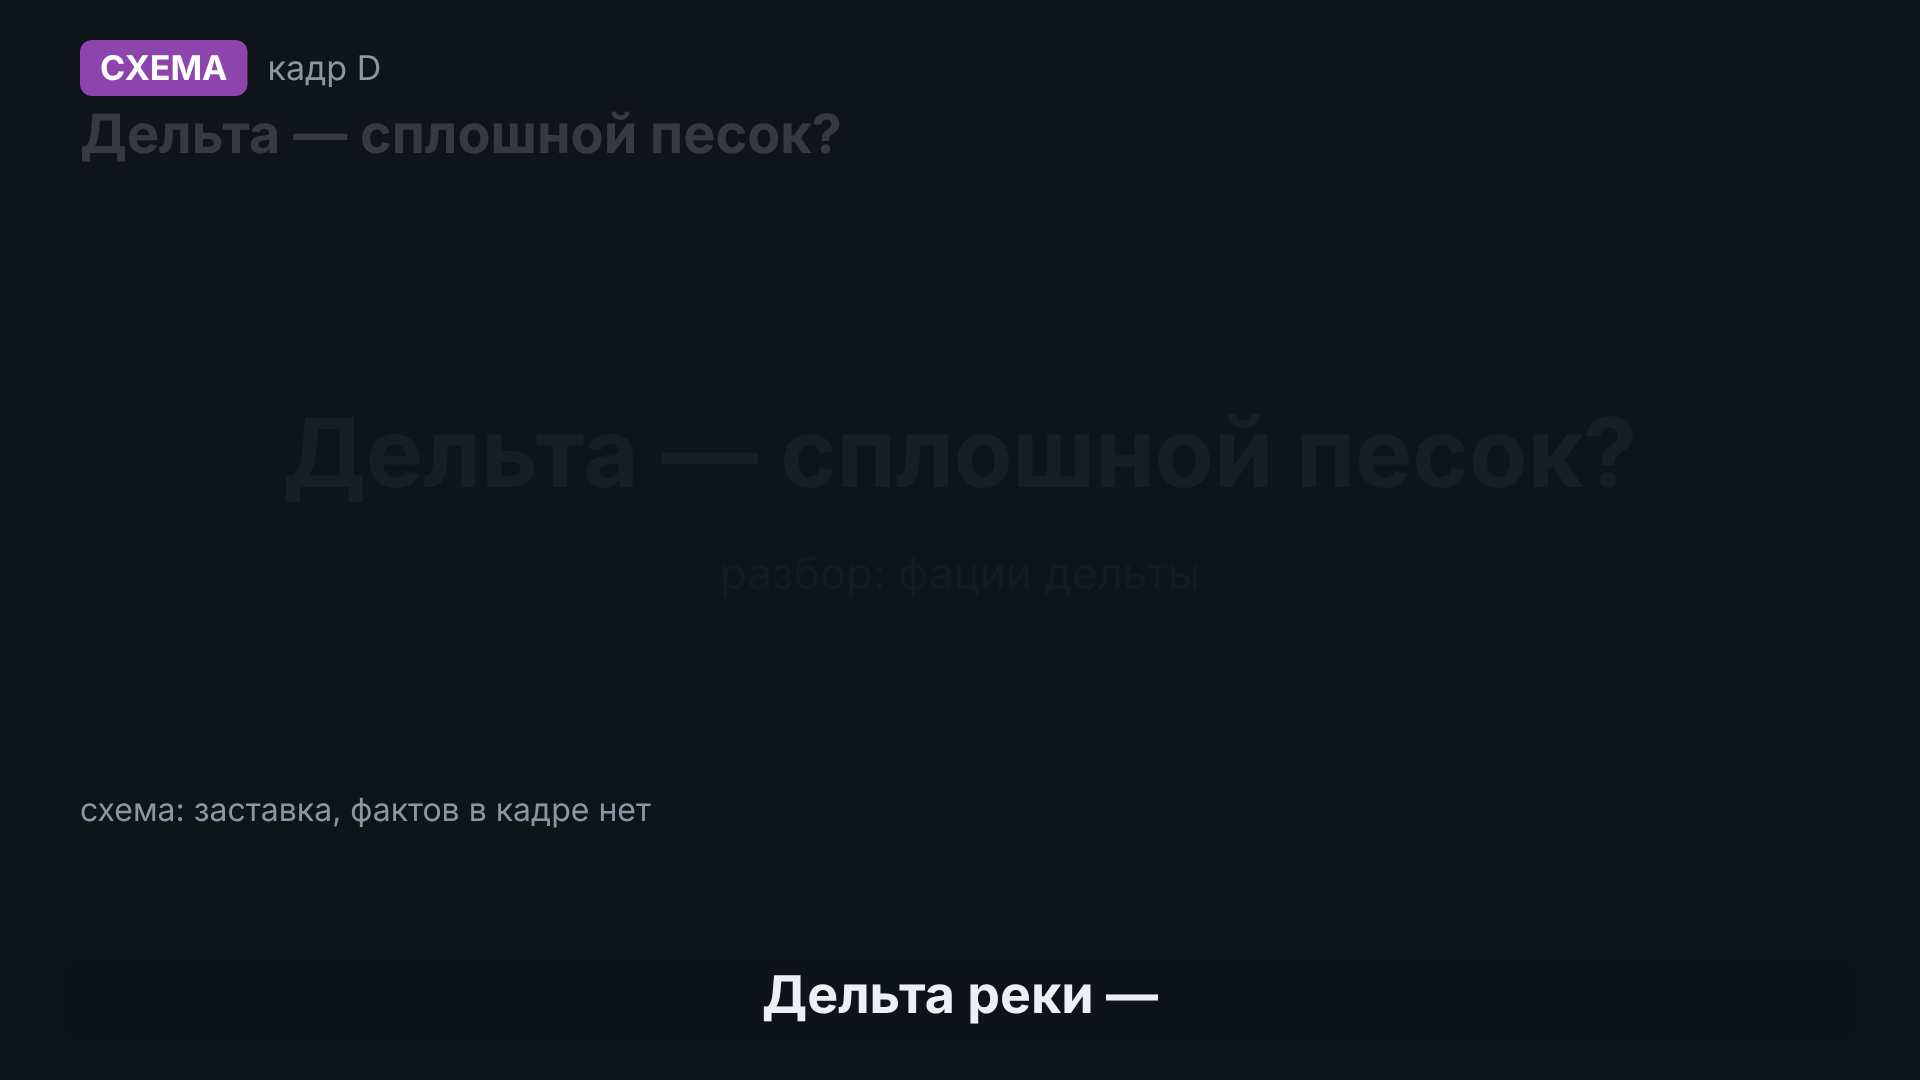 СХЕМА кадр D
Дельта — сплошной песок?
Дельта — сплошной песок?
разбор: фации дельты
схема: заставка, фактов в кадре нет
Дельта реки —